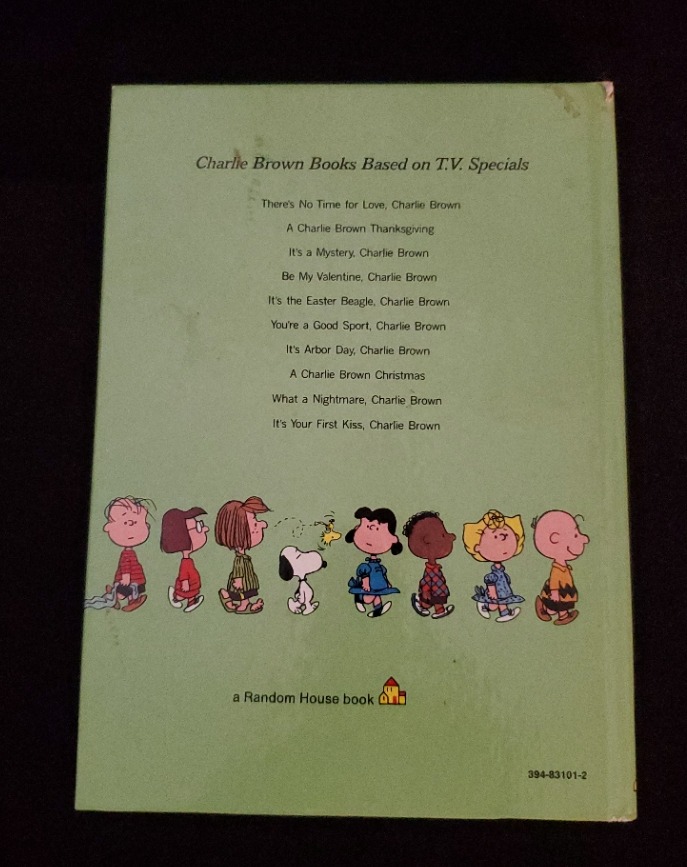 Charlie Brown Books Based on T.V. Specials
There's No Time for Love, Charlie Brown
A Charlie Brown Thanksgiving
It's a Mystery, Charlie Brown
Be My Valentine, Charlie Brown
It's the Easter Beagle, Charlie Brown
You're a Good Sport, Charlie Brown
It's Arbor Day, Charlie Brown
A Charlie Brown Christmas
What a Nightmare, Charlie Brown
It's Your First Kiss, Charlie Brown
a Random House book
394-83101-2